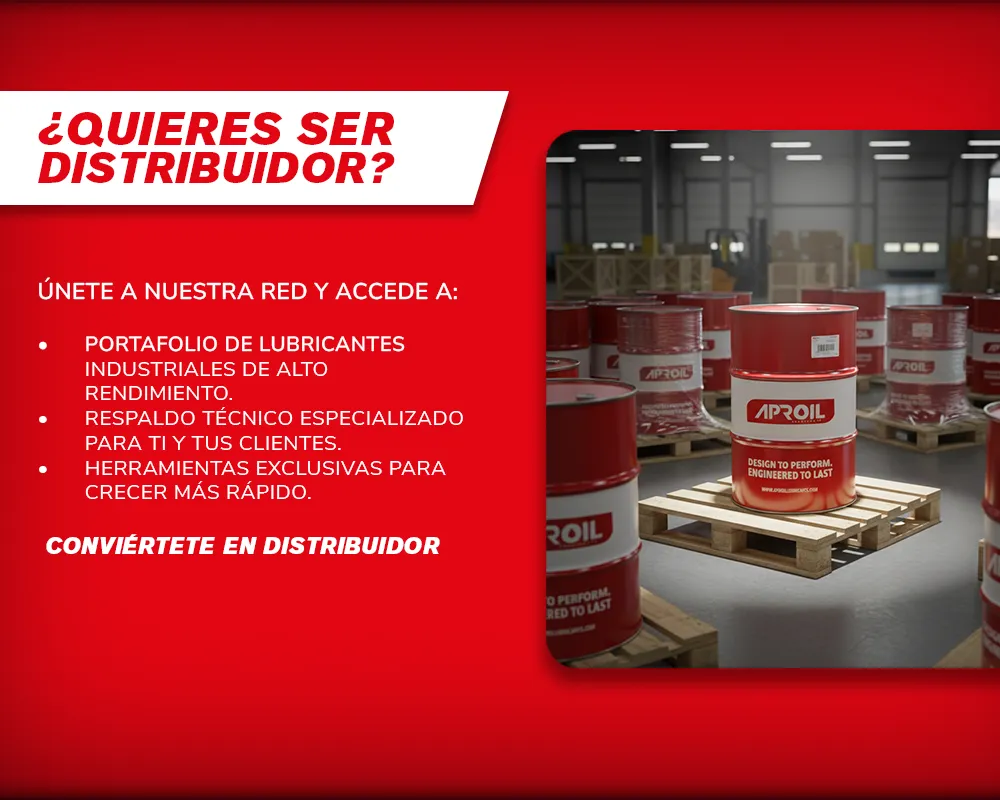 ¿QUIERES SER
DISTRIBUIDOR?
ÚNETE A NUESTRA RED Y ACCEDE A:
• PORTAFOLIO DE LUBRICANTES
INDUSTRIALES DE ALTO
RENDIMIENTO.
• RESPALDO TÉCNICO ESPECIALIZADO
PARA TI Y TUS CLIENTES.
• HERRAMIENTAS EXCLUSIVAS PARA
CRECER MÁS RÁPIDO.
CONVIÉRTETE EN DISTRIBUIDOR
APROIL
APROIL
APROIL
DESIGN TO PERFORM.
ENGINEERED TO LAST
ROIL
O PERFORM.
RED TO LAST